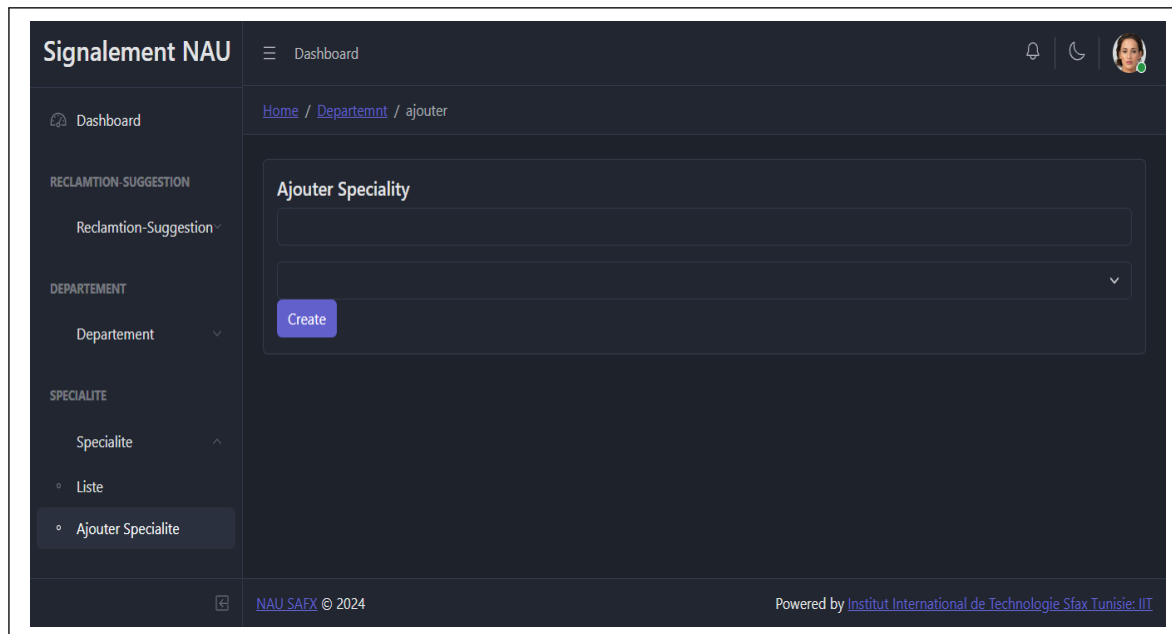 Signalement NAU
Dashboard
Home / Departemnt / ajouter
Dashboard
RECLAMTION-SUGGESTION
Reclamtion-Suggestion
DEPARTEMENT
Departement
SPECIALITE
Specialite
Liste
Ajouter Specialite
Ajouter Speciality
Create
NAU SAFX © 2024
Powered by Institut International de Technologie Sfax Tunisie: IIT